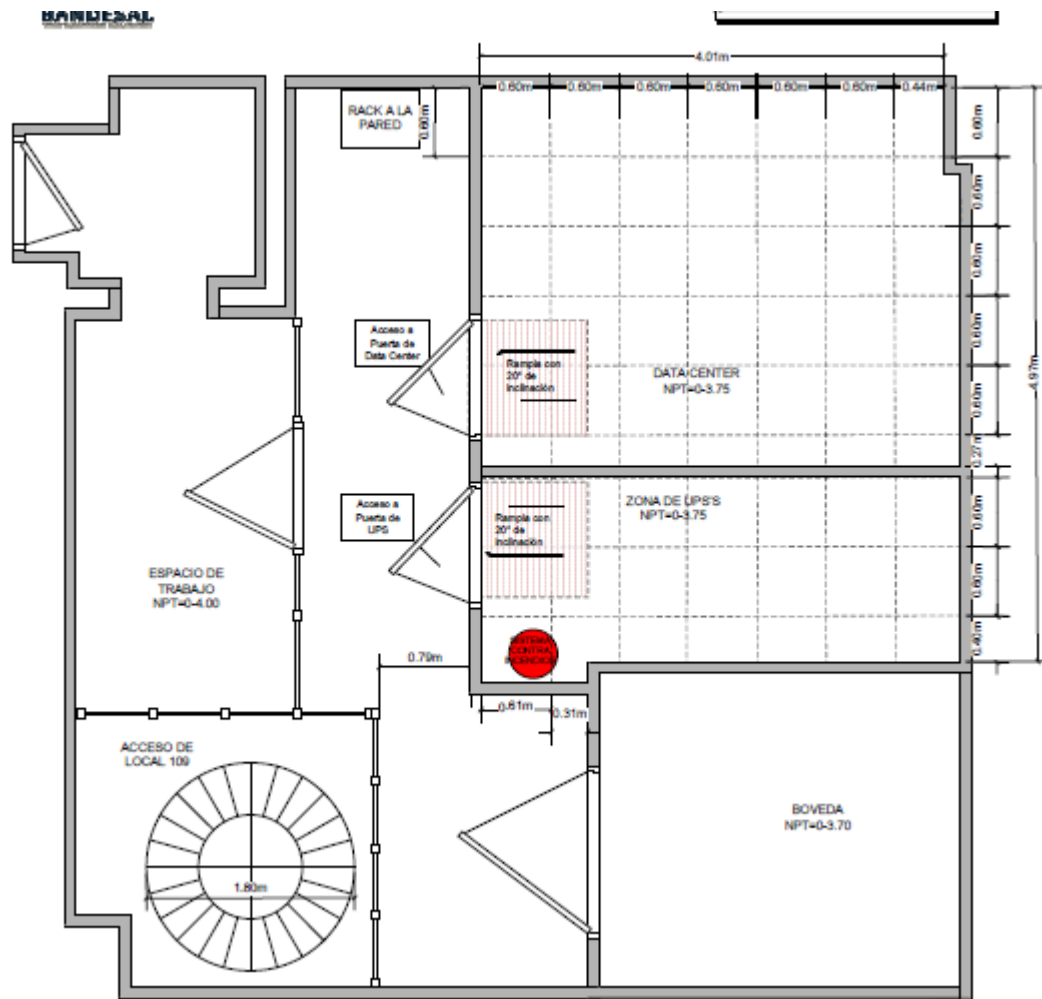 BANDESAL
4.01m
0.60m 0.60m 0.60m 0.60m 0.60m 0.60m 0.44m
RACK A LA
PARED
0.60m
0.60m
0.60m
0.60m
0.60m
0.60m
0.27m
4.97m
Acceso a
Puerta de
Data Center
Rampla con
20° de
inclinación
DATA CENTER
NPT=0-3.75
Acceso a
Puerta de
UPS
Rampla con
20° de
inclinación
ZONA DE UPS'S
NPT=0-3.75
0.60m
0.60m
0.40m
ESPACIO DE
TRABAJO
NPT=0-4.00
SISTEMA
CONTRA
INCENDIOS
0.79m
0.61m
0.31m
ACCESO DE
LOCAL 109
1.80m
BOVEDA
NPT=0-3.70